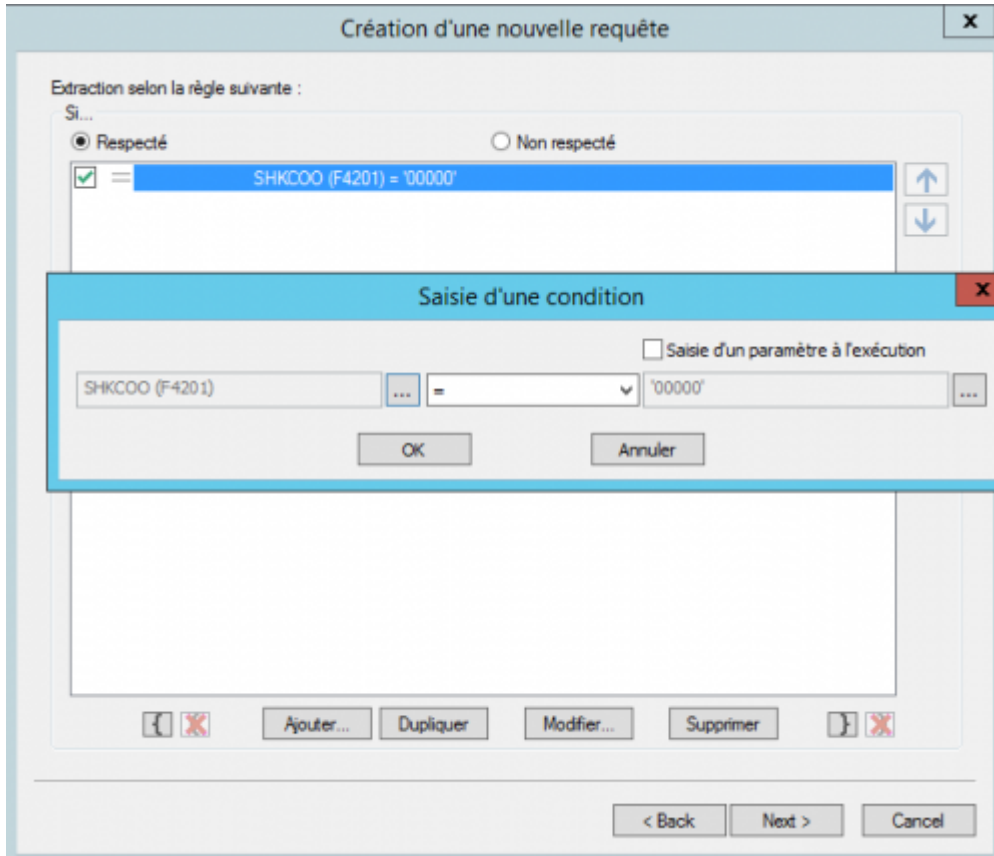 Création d'une nouvelle requête
x
Extraction selon la règle suivante :
Si...
Respecté Non respecté
= SHKCOO (F4201) = '00000'
Saisie d'une condition
x
Saisie d'un paramètre à l'exécution
SHKCOO (F4201) ... = '00000' ...
OK Annuler
{ Ajouter... Dupliquer Modifier... Supprimer }
< Back Next > Cancel